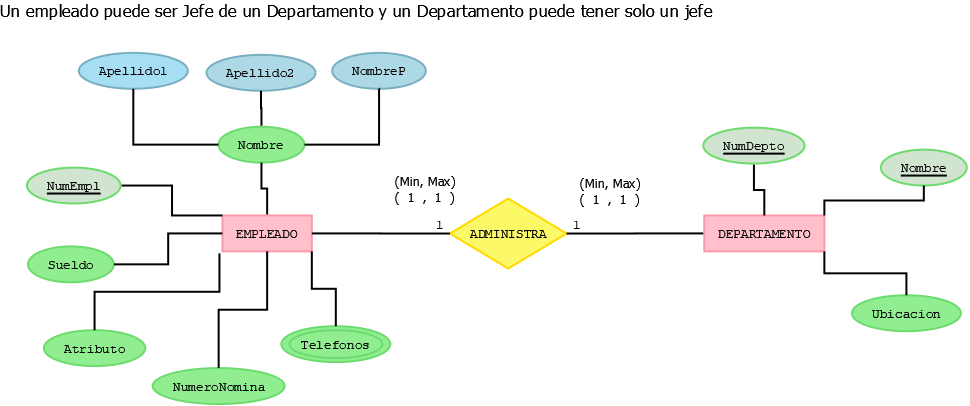 Un empleado puede ser Jefe de un Departamento y un Departamento puede tener solo un jefe
Apellido1
Apellido2
NombreP
Nombre
NumDepto
Nombre
NumEmpl
(Min, Max)
( 1 , 1 )
(Min, Max)
( 1 , 1 )
EMPLEADO
1
ADMINISTRA
1
DEPARTAMENTO
Sueldo
Ubicacion
Atributo
Telefonos
NumeroNomina